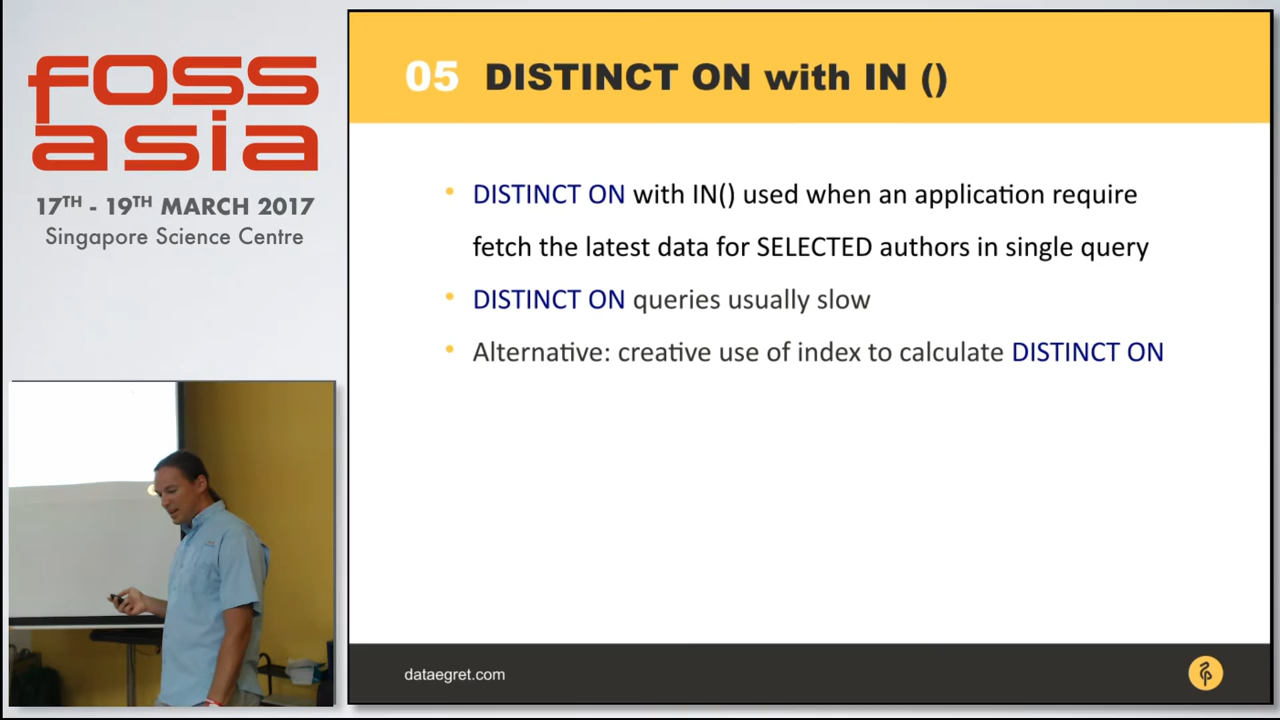 foss
asia
17TH - 19TH MARCH 2017
Singapore Science Centre
05 DISTINCT ON with IN ()
• DISTINCT ON with IN() used when an application require
fetch the latest data for SELECTED authors in single query
• DISTINCT ON queries usually slow
• Alternative: creative use of index to calculate DISTINCT ON
dataegret.com